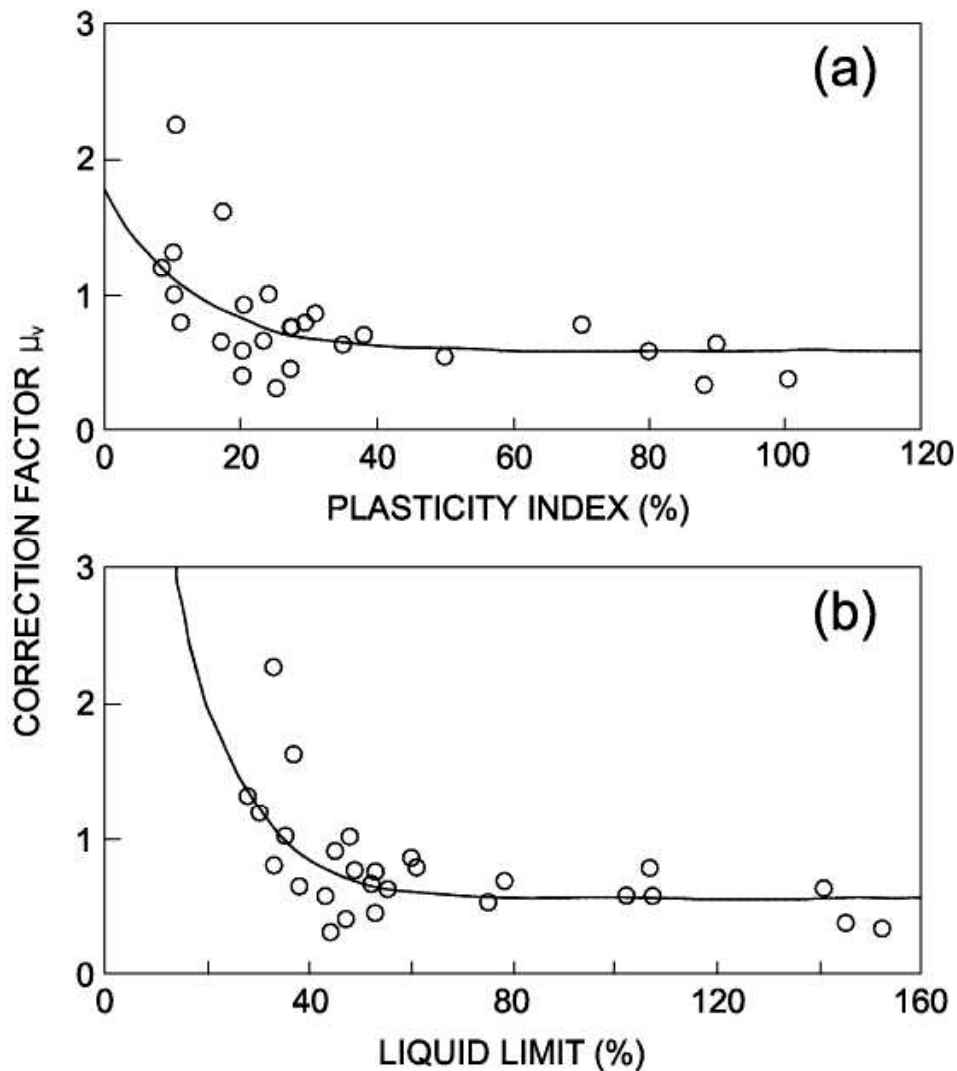 CORRECTION FACTOR μv
3
2
1
0
(a)
0 20 40 60 80 100 120
PLASTICITY INDEX (%)
3
2
1
0
(b)
0 40 80 120 160
LIQUID LIMIT (%)